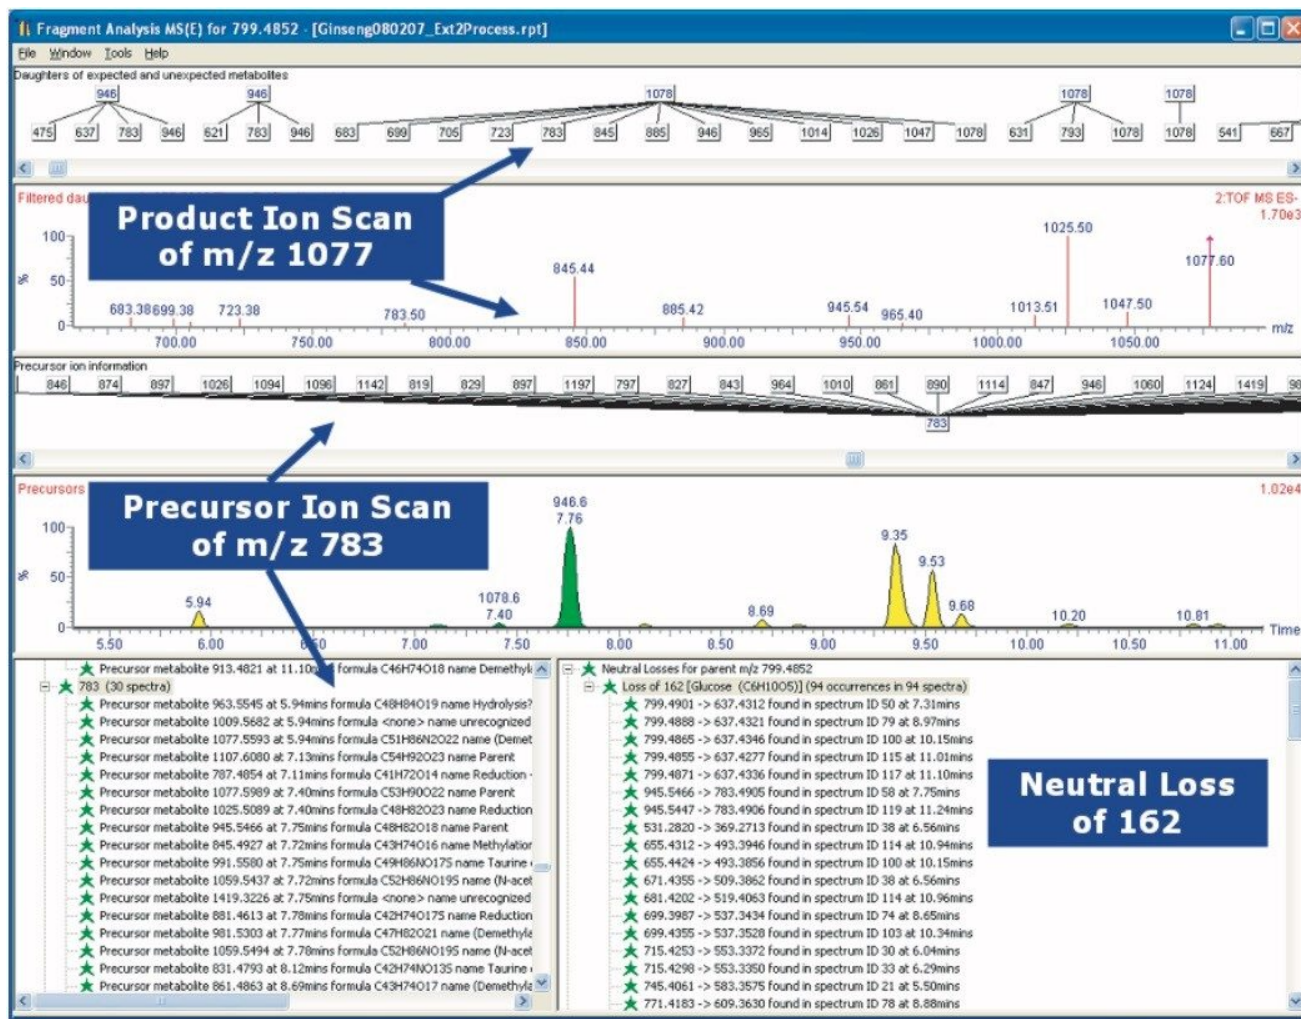 Fragment Analysis MS(E) for 799.4852 - [Ginseng080207_Ext2Process.rpt]
File Window Tools Help
Daughters of expected and unexpected metabolites
946 946 1078 1078 1078
475 637 783 946 621 783 946 683 699 705 723 783 845 885 946 965 1014 1026 1047 1078 631 793 1078 1078 541 667
Filtered dau
2:TOF MS ES-
1.70e3
Product Ion Scan
of m/z 1077
100
%
50
0
683.38 699.38 723.38 783.50 845.44 885.42 945.54 965.40 1013.51 1025.50 1047.50 1077.60
700.00 750.00 800.00 850.00 900.00 950.00 1000.00 1050.00 m/z
Precursor ion information
846 874 897 1026 1094 1096 1142 819 829 897 1197 797 827 843 964 1010 861 890 1114 847 946 1060 1124 1419 98
783
Precursors
1.02e4
Precursor Ion Scan
of m/z 783
100
%
50
0
5.94
1078.6
7.40
946.6
7.76
8.69
9.35
9.53
9.68
10.20
10.81
5.50 6.00 6.50 7.00 7.50 8.00 8.50 9.00 9.50 10.00 10.50 11.00 Time
Precursor metabolite 913.4821 at 11.10m formula C46H74O18 name Demethyl
783 (30 spectra)
Precursor metabolite 963.5545 at 5.94mins formula C48H84O19 name Hydrolysis?
Precursor metabolite 1009.5682 at 5.94mins formula <none> name unrecognized
Precursor metabolite 1077.5593 at 5.94mins formula C51H86N2O22 name (Demet
Precursor metabolite 1107.6080 at 7.13mins formula C54H92O23 name Parent
Precursor metabolite 787.4854 at 7.11mins formula C41H72O14 name Reduction -
Precursor metabolite 1077.5989 at 7.40mins formula C53H90O22 name Parent
Precursor metabolite 1025.5089 at 7.40mins formula C48H82O23 name Reduction
Precursor metabolite 945.5466 at 7.75mins formula C48H82O18 name Parent
Precursor metabolite 845.4927 at 7.72mins formula C43H74O16 name Methylation
Precursor metabolite 991.5580 at 7.75mins formula C49H86NO17S name Taurine
Precursor metabolite 1059.5437 at 7.72mins formula C52H86NO19S name (N-acet
Precursor metabolite 1419.3226 at 7.75mins formula <none> name unrecognized
Precursor metabolite 881.4613 at 7.78mins formula C42H74O17S name Reduction
Precursor metabolite 981.5303 at 7.77mins formula C47H82O21 name (Demethyla
Precursor metabolite 1059.5494 at 7.78mins formula C52H86NO19S name (N-acet
Precursor metabolite 831.4793 at 8.12mins formula C42H74NO13S name Taurine
Precursor metabolite 861.4863 at 8.69mins formula C43H74O17 name (Demethyla
Neutral Losses for parent m/z 799.4852
Loss of 162 [Glucose (C6H10O5)] (94 occurrences in 94 spectra)
799.4901 -> 637.4312 found in spectrum ID 50 at 7.31mins
799.4888 -> 637.4321 found in spectrum ID 79 at 8.97mins
799.4865 -> 637.4346 found in spectrum ID 100 at 10.15mins
799.4855 -> 637.4277 found in spectrum ID 115 at 11.01mins
799.4871 -> 637.4336 found in spectrum ID 117 at 11.10mins
945.5466 -> 783.4905 found in spectrum ID 58 at 7.75mins
945.5447 -> 783.4906 found in spectrum ID 119 at 11.24mins
531.2820 -> 369.2713 found in spectrum ID 38 at 6.56mins
655.4312 -> 493.3946 found in spectrum ID 114 at 10.94mins
655.4424 -> 493.3856 found in spectrum ID 100 at 10.15mins
671.4355 -> 509.3862 found in spectrum ID 38 at 6.56mins
681.4202 -> 519.4063 found in spectrum ID 114 at 10.96mins
699.3987 -> 537.3434 found in spectrum ID 74 at 8.65mins
699.4355 -> 537.3528 found in spectrum ID 103 at 10.34mins
715.4253 -> 553.3372 found in spectrum ID 30 at 6.04mins
715.4298 -> 553.3350 found in spectrum ID 33 at 6.29mins
745.4061 -> 583.3575 found in spectrum ID 21 at 5.50mins
771.4183 -> 609.3630 found in spectrum ID 78 at 8.88mins
Neutral Loss
of 162